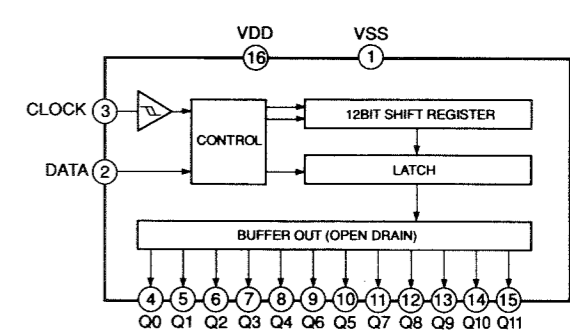 VDD VSS
16 1
CLOCK 3
12BIT SHIFT REGISTER
CONTROL
DATA 2
LATCH
BUFFER OUT (OPEN DRAIN)
4 5 6 7 8 9 10 11 12 13 14 15
Q0 Q1 Q2 Q3 Q4 Q6 Q5 Q7 Q8 Q9 Q10 Q11